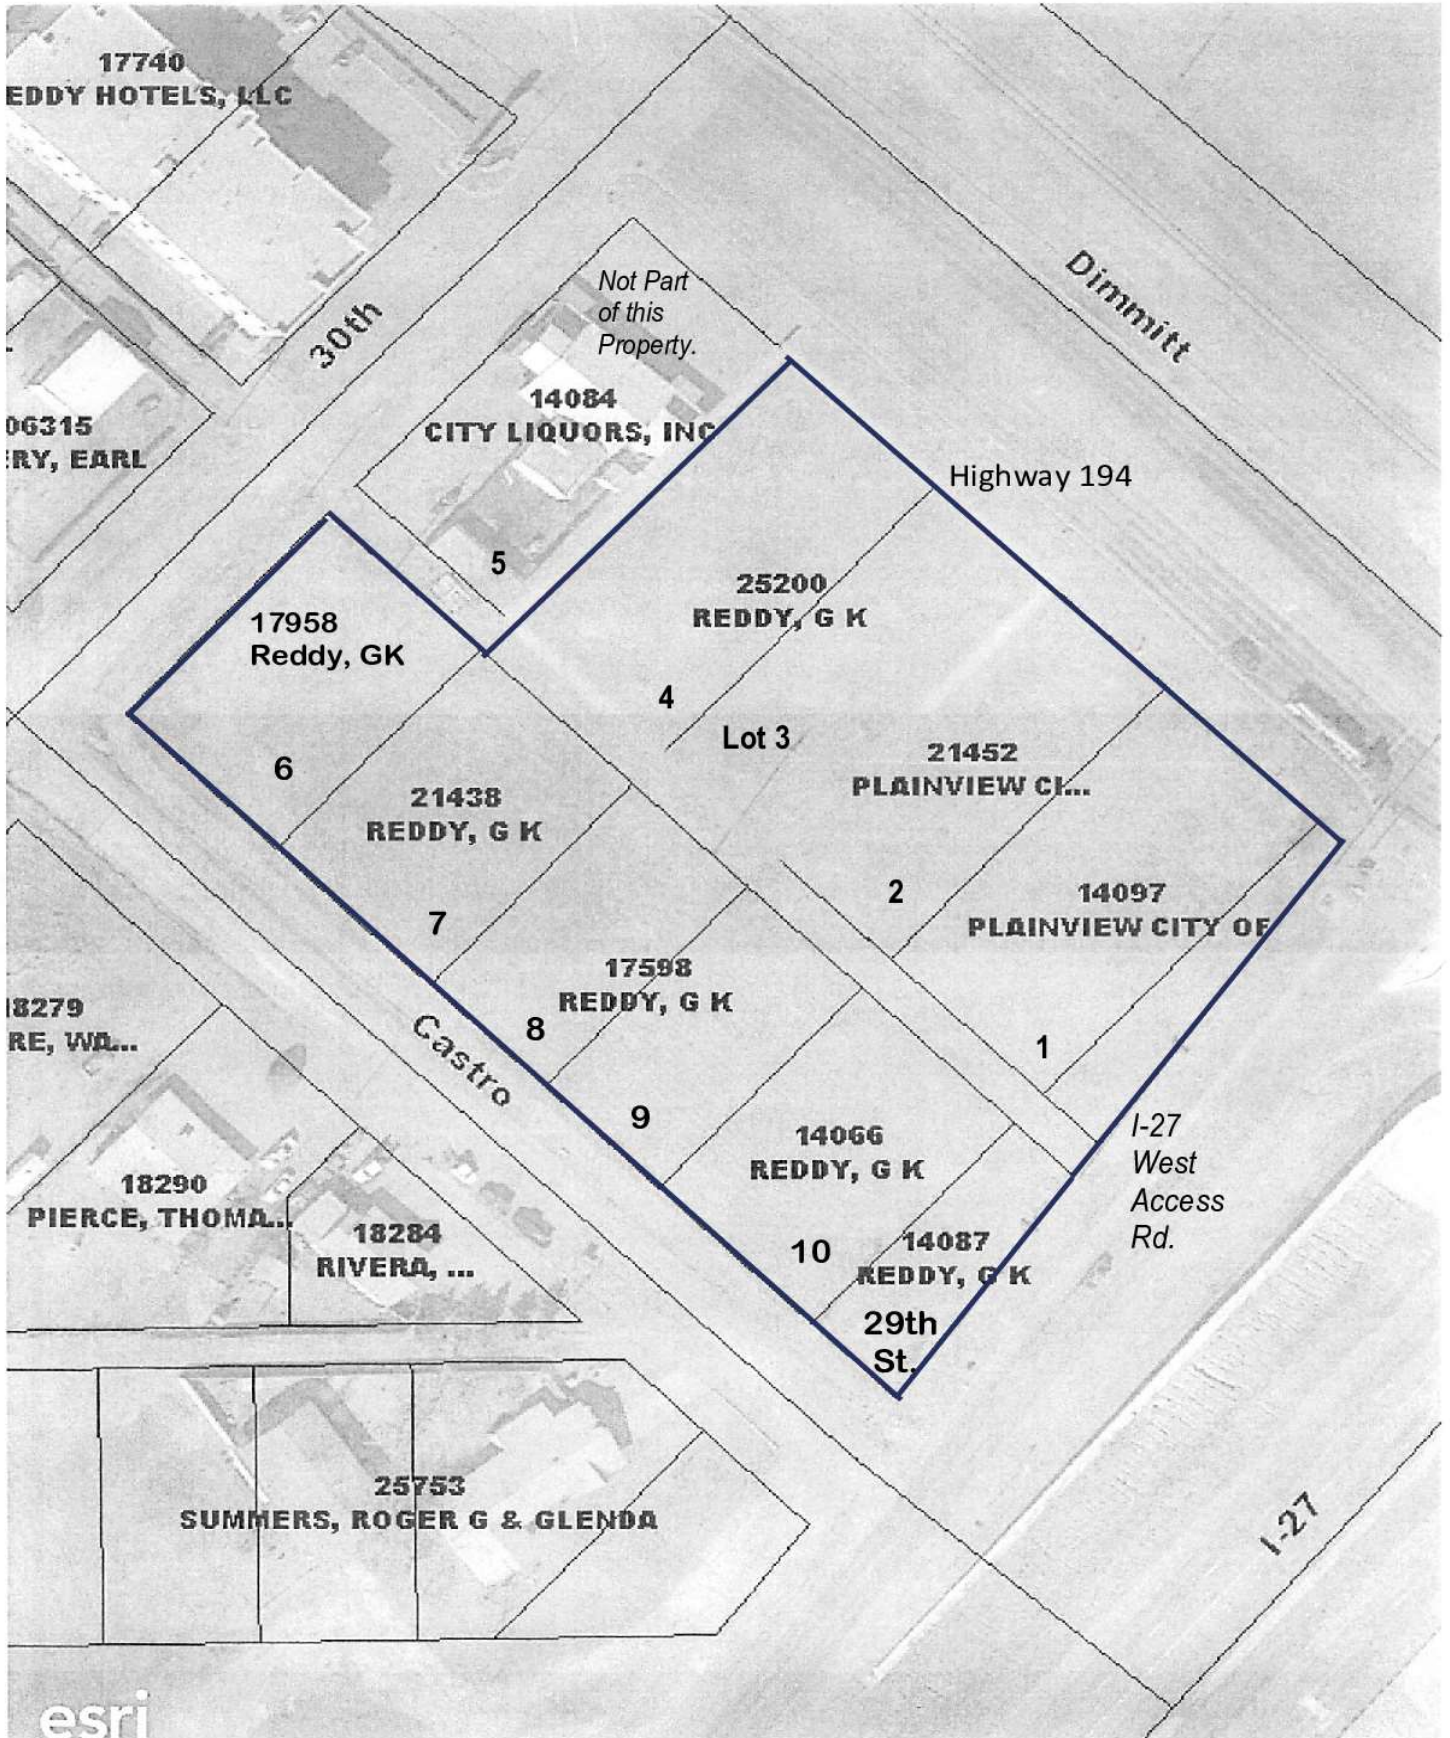 17740
EDDY HOTELS, LLC
30th
Not Part
of this
Property.
Dimmitt
14084
CITY LIQUORS, INC
06315
ERY, EARL
Highway 194
5
25200
REDDY, G K
17958
Reddy, GK
4
Lot 3
21452
PLAINVIEW CI...
6
21438
REDDY, G K
2
14097
PLAINVIEW CITY OF
7
17598
REDDY, G K
8
18279
RE, WA...
Castro
1
9
I-27
West
Access
Rd.
14066
REDDY, G K
18290
PIERCE, THOMA...
18284
RIVERA, ...
10
14087
REDDY, G K
29th
St.
25753
SUMMERS, ROGER G & GLENDA
I-27
esri